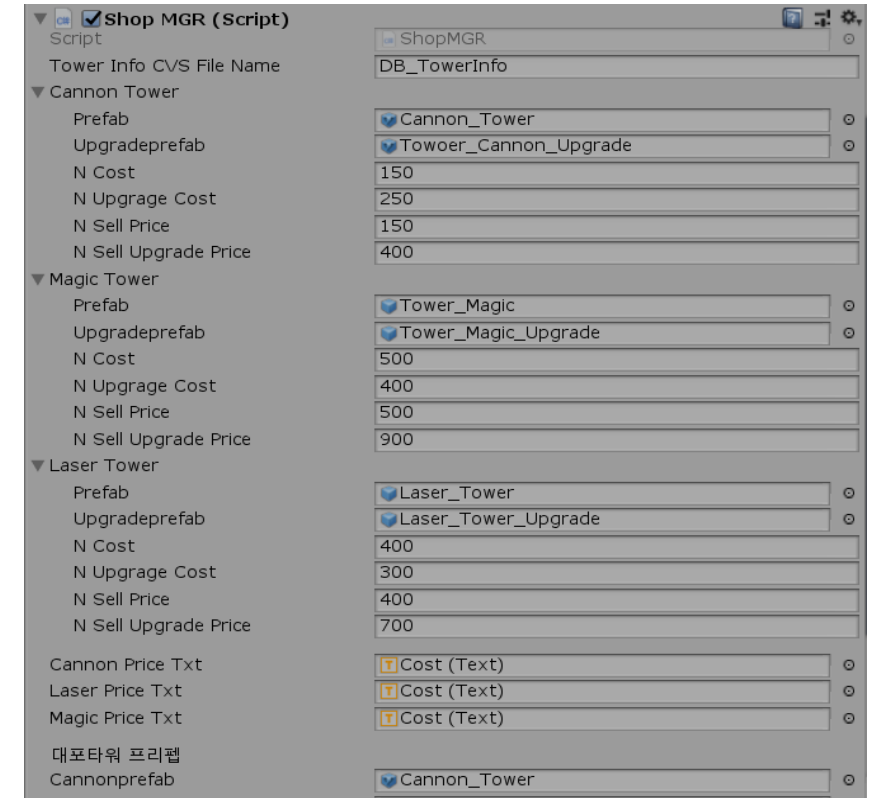 Shop MGR (Script)
Script ShopMGR
Tower Info CVS File Name DB_TowerInfo
Cannon Tower
Prefab Cannon_Tower
Upgradeprefab Towoer_Cannon_Upgrade
N Cost 150
N Upgrage Cost 250
N Sell Price 150
N Sell Upgrade Price 400
Magic Tower
Prefab Tower_Magic
Upgradeprefab Tower_Magic_Upgrade
N Cost 500
N Upgrage Cost 400
N Sell Price 500
N Sell Upgrade Price 900
Laser Tower
Prefab Laser_Tower
Upgradeprefab Laser_Tower_Upgrade
N Cost 400
N Upgrage Cost 300
N Sell Price 400
N Sell Upgrade Price 700
Cannon Price Txt Cost (Text)
Laser Price Txt Cost (Text)
Magic Price Txt Cost (Text)
대포타워 프리펩
Cannonprefab Cannon_Tower